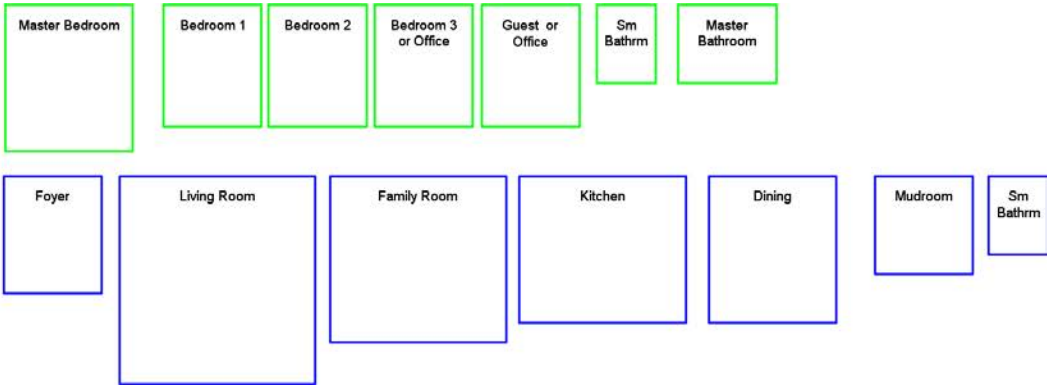 Master Bedroom
Bedroom 1
Bedroom 2
Bedroom 3
or Office
Guest or
Office
Sm
Bathrm
Master
Bathroom
Foyer
Living Room
Family Room
Kitchen
Dining
Mudroom
Sm
Bathrm